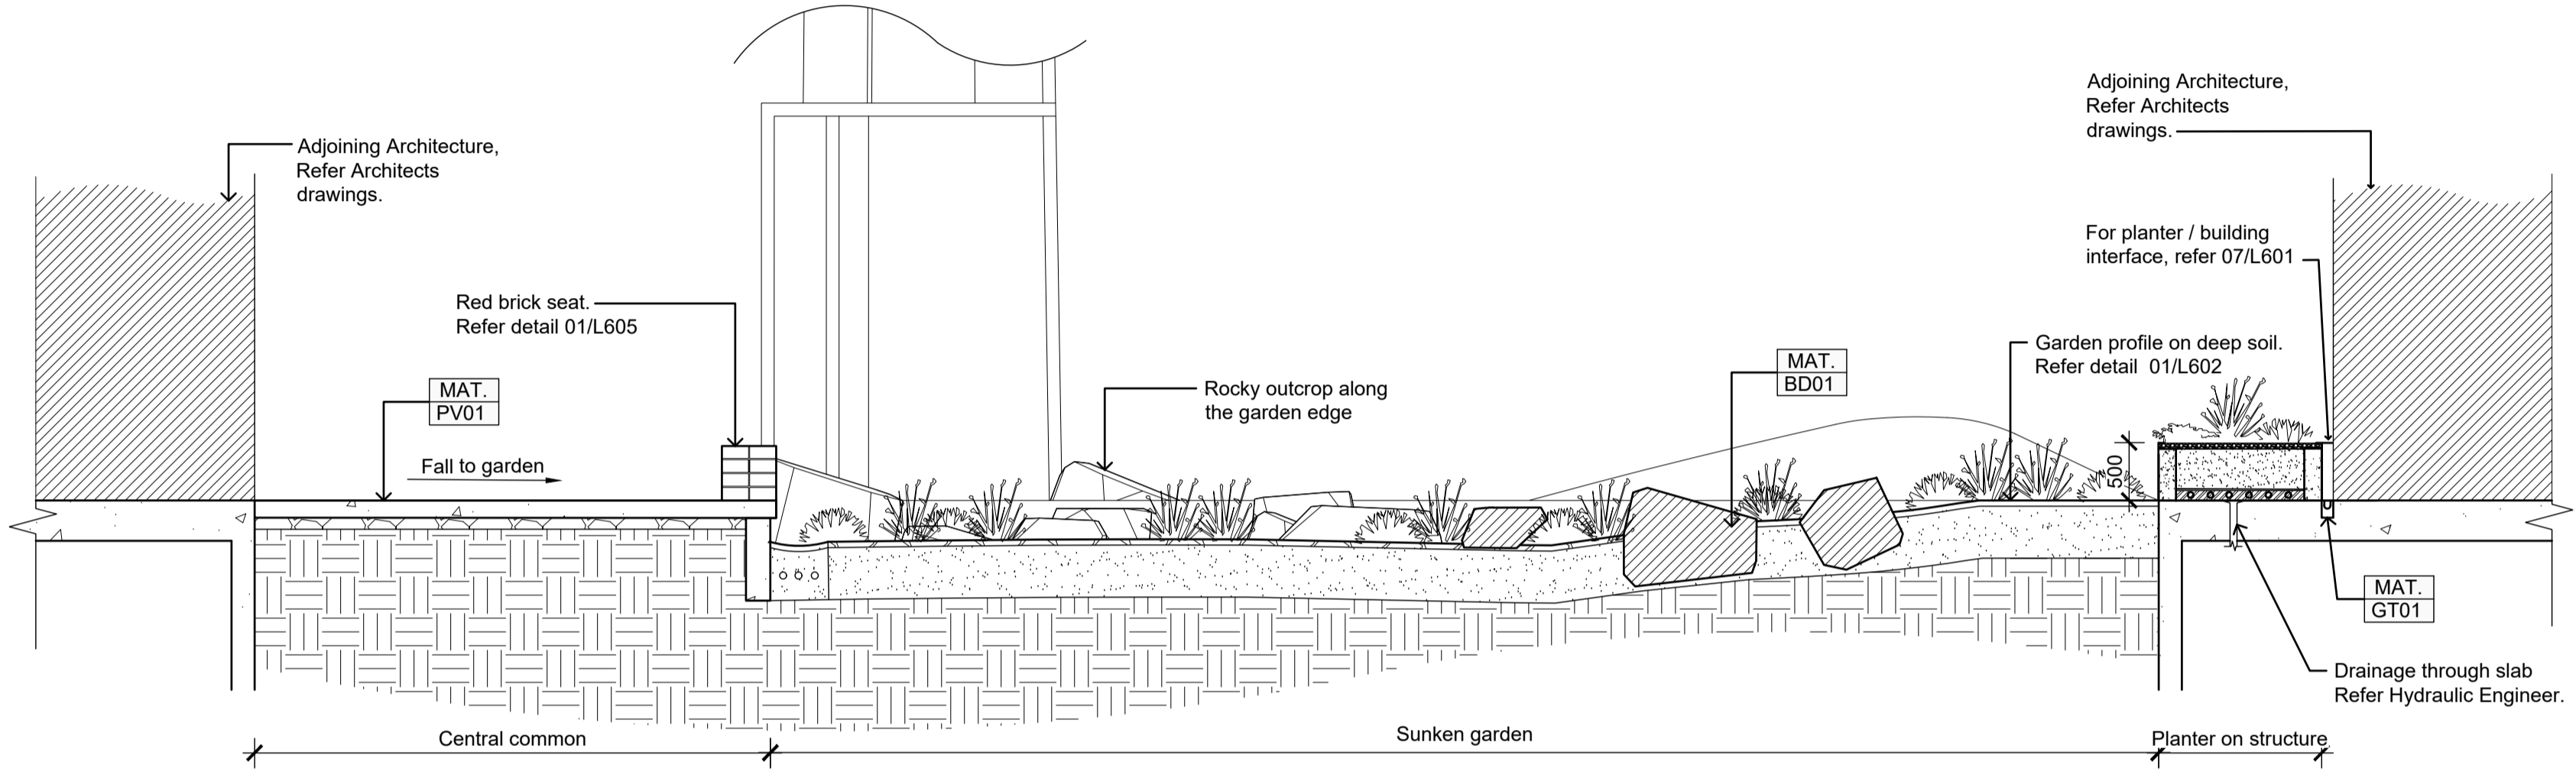 Adjoining Architecture,
Refer Architects
drawings.
Adjoining Architecture,
Refer Architects
drawings.
For planter / building
interface, refer 07/L601
Red brick seat.
Refer detail 01/L605
Garden profile on deep soil.
Refer detail 01/L602
MAT.
PV01
Rocky outcrop along
the garden edge
MAT.
BD01
Fall to garden
500
MAT.
GT01
Drainage through slab
Refer Hydraulic Engineer.
Central common
Sunken garden
Planter on structure